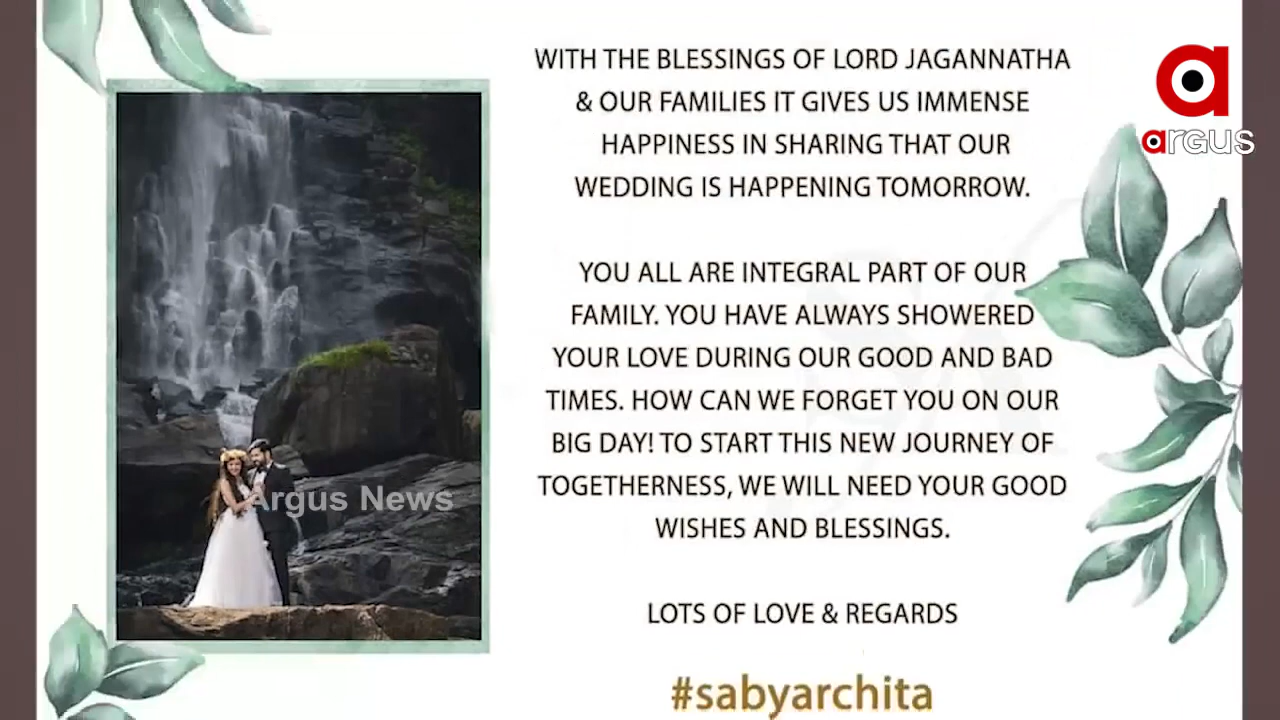 WITH THE BLESSINGS OF LORD JAGANNATHA
& OUR FAMILIES IT GIVES US IMMENSE
HAPPINESS IN SHARING THAT OUR
WEDDING IS HAPPENING TOMORROW.
YOU ALL ARE INTEGRAL PART OF OUR
FAMILY. YOU HAVE ALWAYS SHOWERED
YOUR LOVE DURING OUR GOOD AND BAD
TIMES. HOW CAN WE FORGET YOU ON OUR
BIG DAY! TO START THIS NEW JOURNEY OF
TOGETHERNESS, WE WILL NEED YOUR GOOD
WISHES AND BLESSINGS.
LOTS OF LOVE & REGARDS
#sabyarchita
argus
Argus News